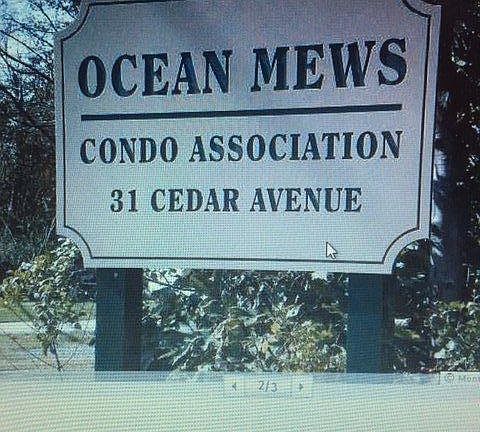 OCEAN MEWS
CONDO ASSOCIATION
31 CEDAR AVENUE
2/3